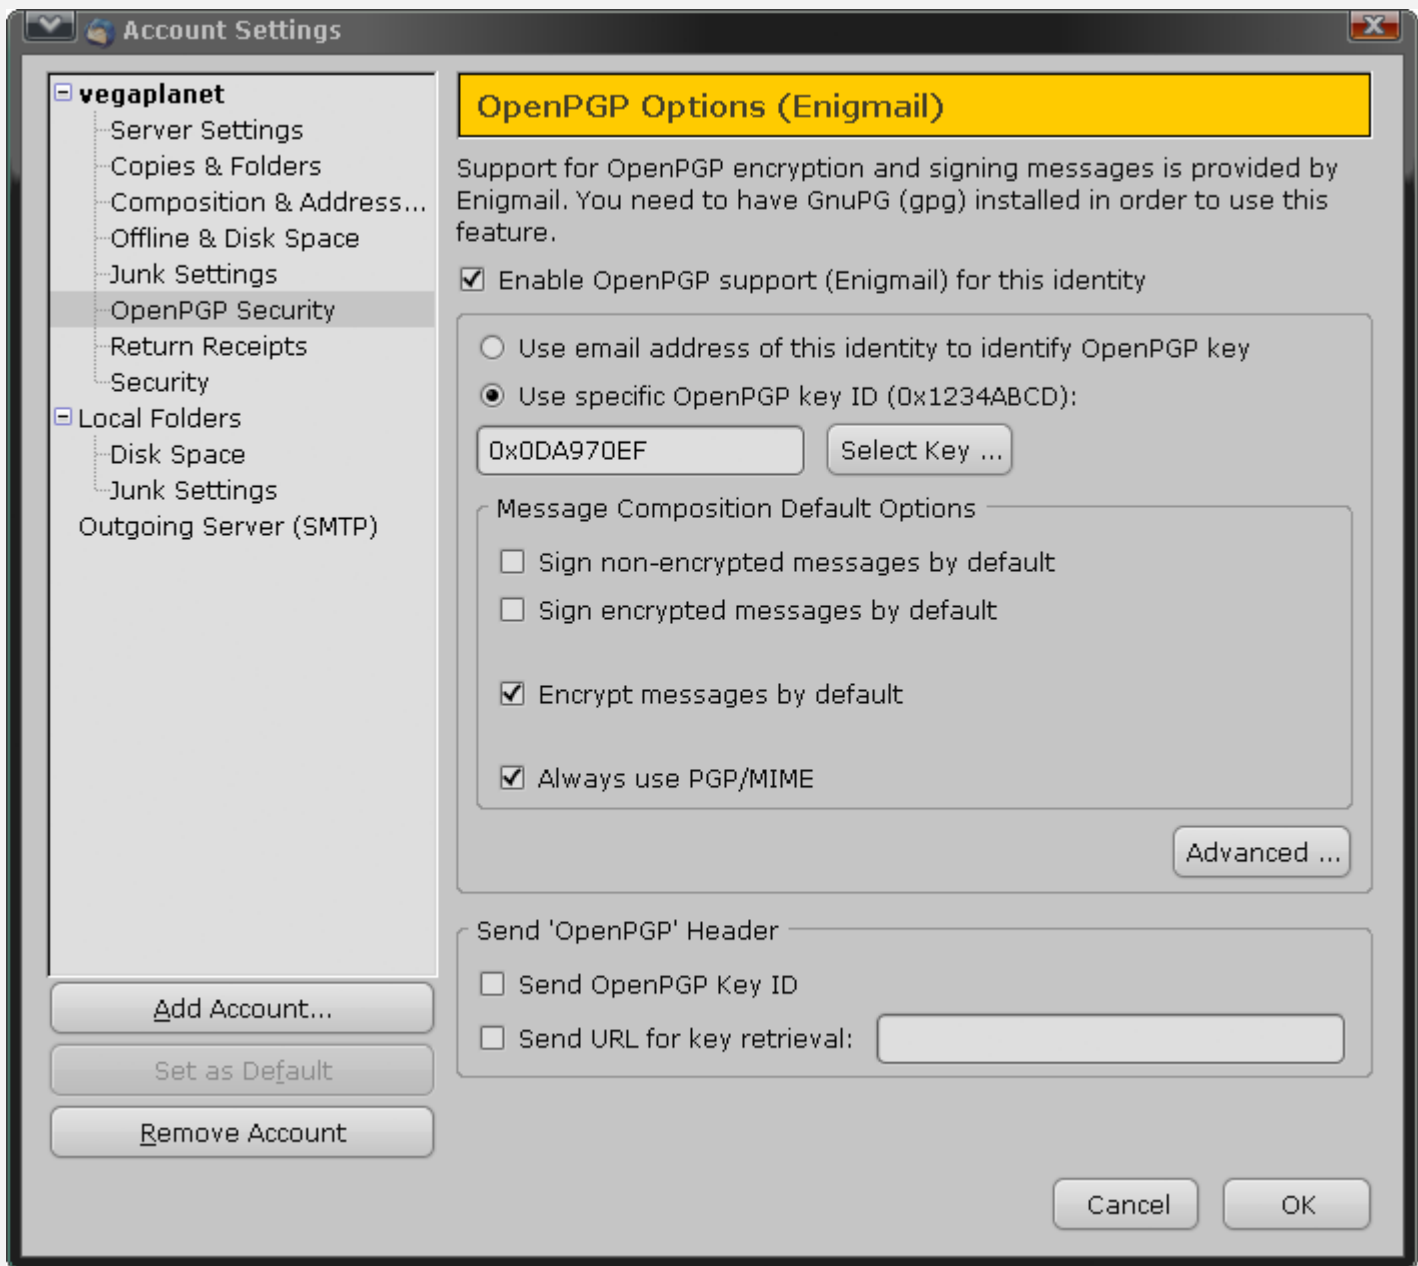 Account Settings
vegaplanet
Server Settings
Copies & Folders
Composition & Address...
Offline & Disk Space
Junk Settings
OpenPGP Security
Return Receipts
Security
Local Folders
Disk Space
Junk Settings
Outgoing Server (SMTP)
Add Account...
Set as Default
Remove Account
OpenPGP Options (Enigmail)
Support for OpenPGP encryption and signing messages is provided by
Enigmail. You need to have GnuPG (gpg) installed in order to use this
feature.
Enable OpenPGP support (Enigmail) for this identity
Use email address of this identity to identify OpenPGP key
Use specific OpenPGP key ID (0x1234ABCD):
0x0DA970EF
Select Key ...
Message Composition Default Options
Sign non-encrypted messages by default
Sign encrypted messages by default
Encrypt messages by default
Always use PGP/MIME
Advanced ...
Send 'OpenPGP' Header
Send OpenPGP Key ID
Send URL for key retrieval:
Cancel
OK